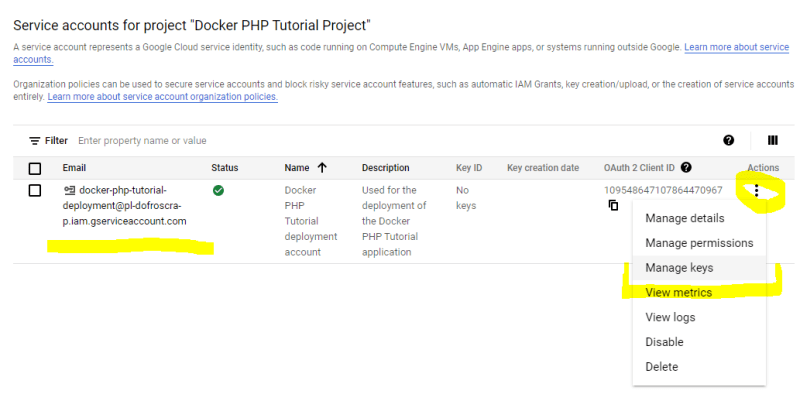 Service accounts for project "Docker PHP Tutorial Project"
A service account represents a Google Cloud service identity, such as code running on Compute Engine VMs, App Engine apps, or systems running outside Google. Learn more about service
accounts.
Organization policies can be used to secure service accounts and block risky service account features, such as automatic IAM Grants, key creation/upload, or the creation of service accounts
entirely. Learn more about service account organization policies.
Filter Enter property name or value
Email Status Name Description Key ID Key creation date OAuth 2 Client ID Actions
docker-php-tutorial-
deployment@pl-dofroscra-
p.iam.gserviceaccount.com
Docker
PHP
Tutorial
deployment
account
Used for the
deployment of
the Docker
PHP Tutorial
application
No
keys
109548647107864470967
Manage details
Manage permissions
Manage keys
View metrics
View logs
Disable
Delete